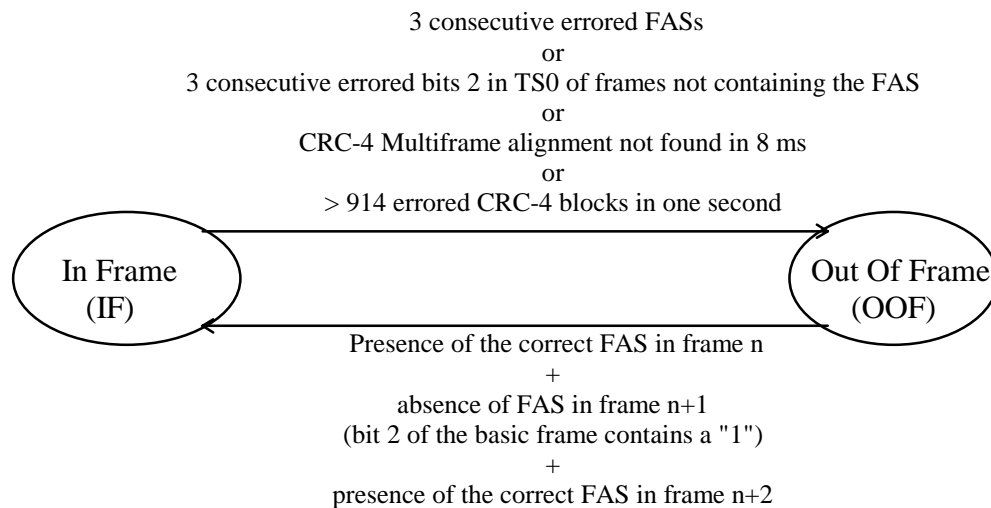 3 consecutive errored FASs
or
3 consecutive errored bits 2 in TS0 of frames not containing the FAS
or
CRC-4 Multiframe alignment not found in 8 ms
or
> 914 errored CRC-4 blocks in one second
In Frame
(IF)
Out Of Frame
(OOF)
Presence of the correct FAS in frame n
+
absence of FAS in frame n+1
(bit 2 of the basic frame contains a "1")
+
presence of the correct FAS in frame n+2